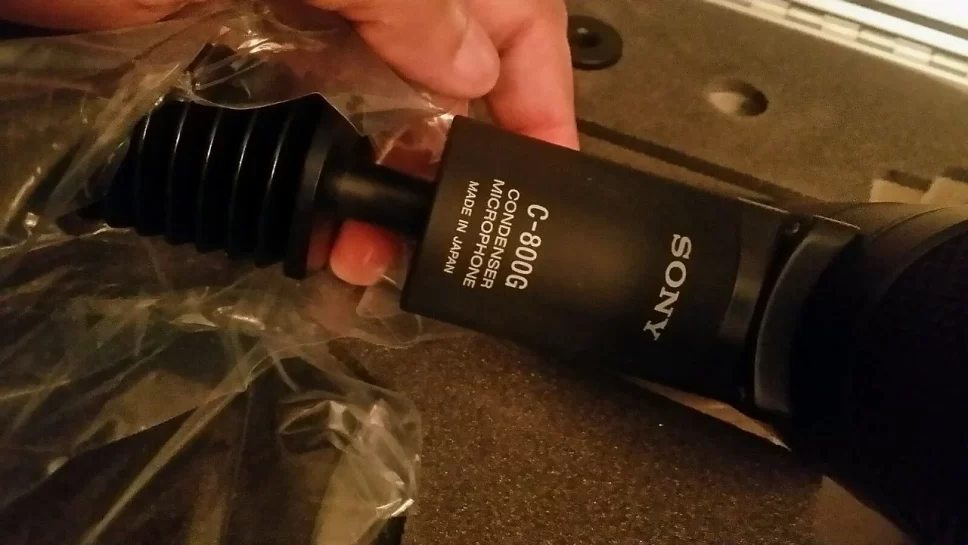 SONY
C-800G
CONDENSER
MICROPHONE
MADE IN JAPAN